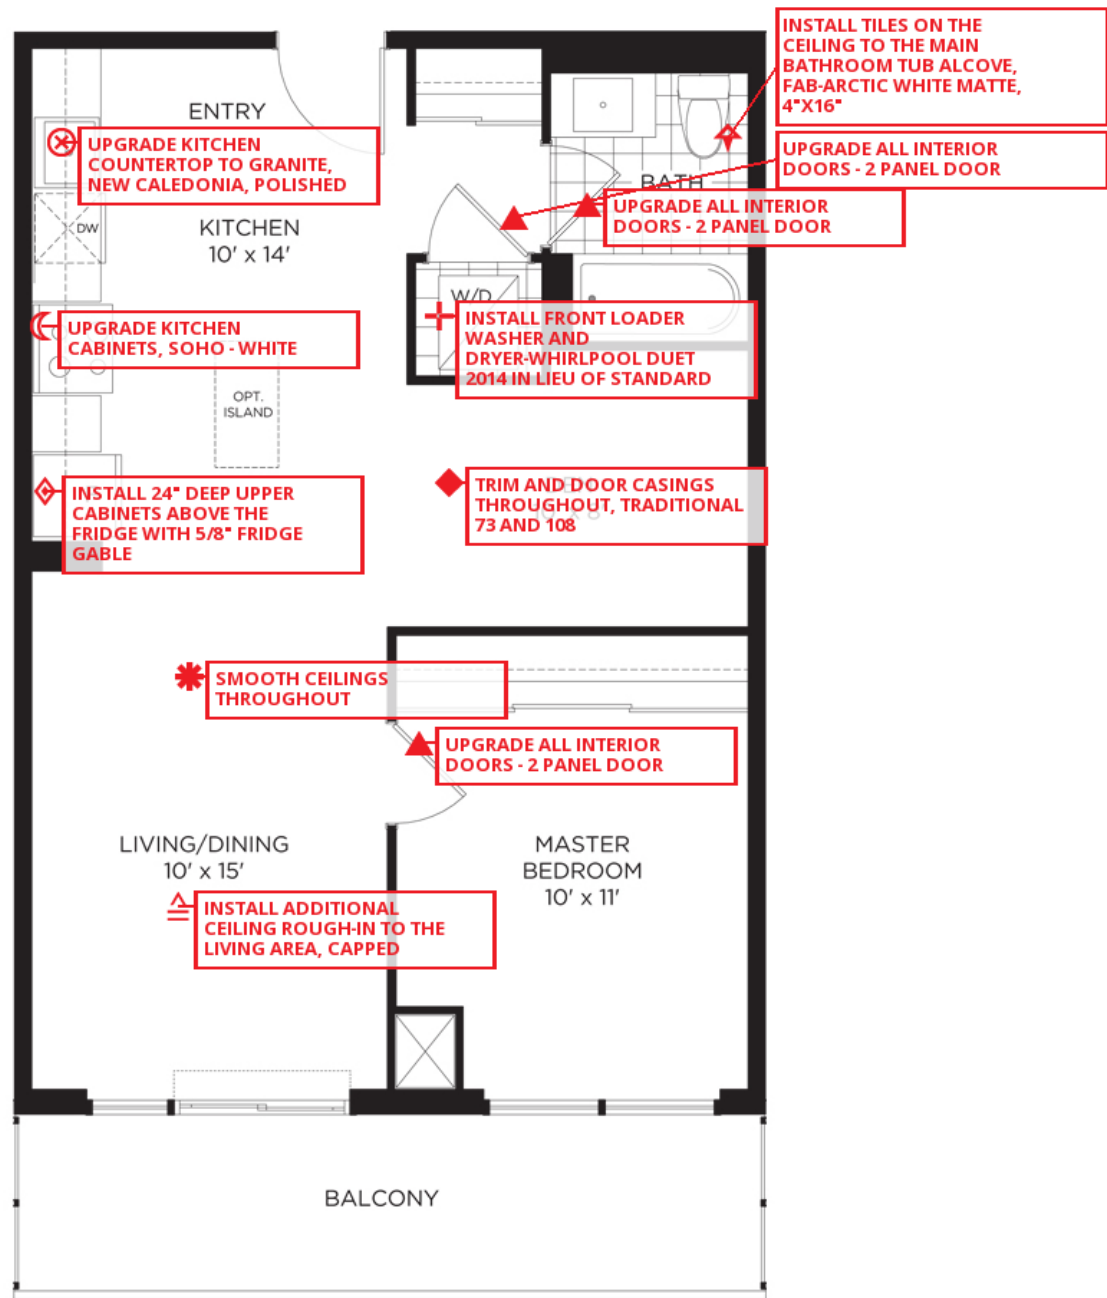 INSTALL TILES ON THE
CEILING TO THE MAIN
BATHROOM TUB ALCOVE,
FAB-ARCTIC WHITE MATTE,
4"X16"
ENTRY
UPGRADE KITCHEN
COUNTERTOP TO GRANITE,
NEW CALEDONIA, POLISHED
UPGRADE ALL INTERIOR
DOORS - 2 PANEL DOOR
BATH
UPGRADE ALL INTERIOR
DOORS - 2 PANEL DOOR
DW
KITCHEN
10' x 14'
W/D
INSTALL FRONT LOADER
WASHER AND
DRYER-WHIRLPOOL DUET
2014 IN LIEU OF STANDARD
UPGRADE KITCHEN
CABINETS, SOHO - WHITE
OPT.
ISLAND
INSTALL 24" DEEP UPPER
CABINETS ABOVE THE
FRIDGE WITH 5/8" FRIDGE
GABLE
TRIM AND DOOR CASINGS
THROUGHOUT, TRADITIONAL
73 AND 108
SMOOTH CEILINGS
THROUGHOUT
UPGRADE ALL INTERIOR
DOORS - 2 PANEL DOOR
LIVING/DINING
10' x 15'
MASTER
BEDROOM
10' x 11'
INSTALL ADDITIONAL
CEILING ROUGH-IN TO THE
LIVING AREA, CAPPED
BALCONY